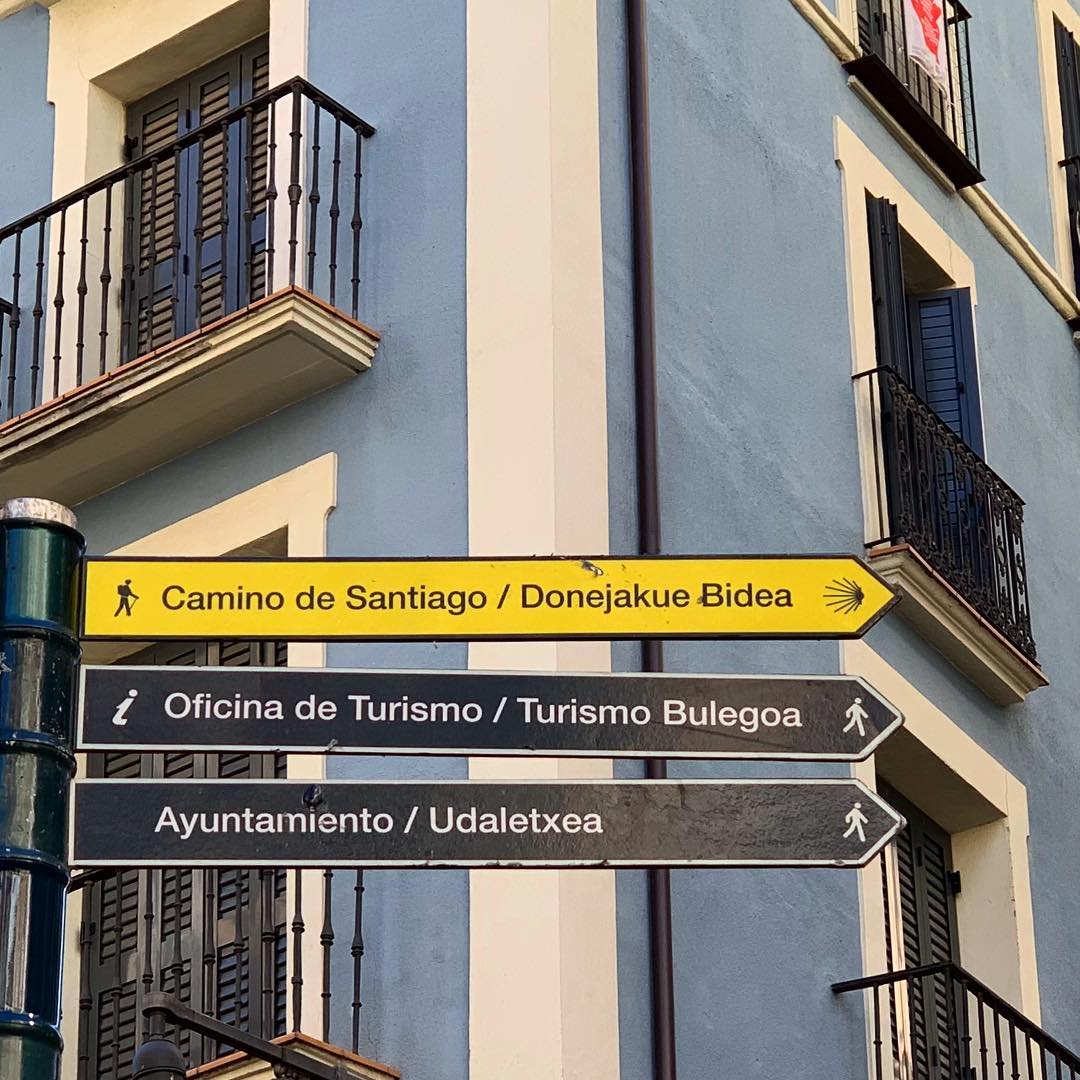 Camino de Santiago / Donejakue Bidea
i Oficina de Turismo / Turismo Bulegoa
Ayuntamiento / Udaletxea